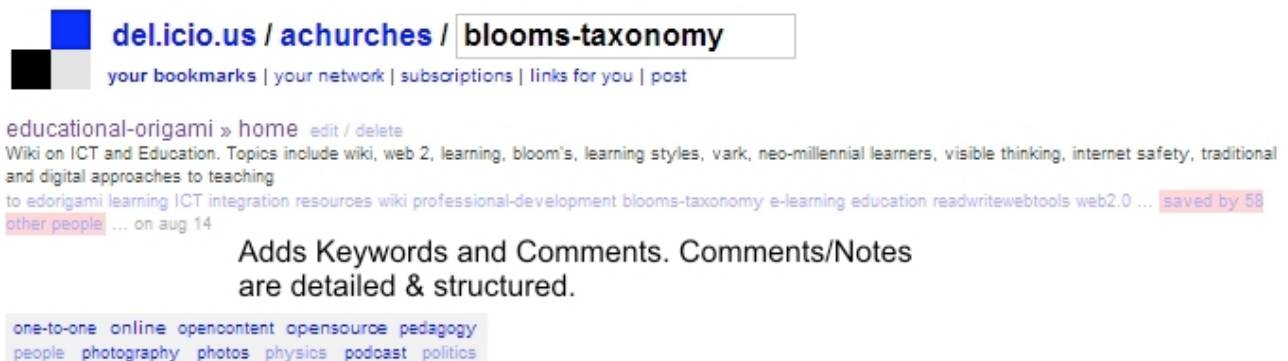 del.icio.us / achurches / blooms-taxonomy
your bookmarks | your network | subscriptions | links for you | post
educational-origami » home edit / delete
Wiki on ICT and Education. Topics include wiki, web 2, learning, bloom's, learning styles, vark, neo-millennial learners, visible thinking, internet safety, traditional
and digital approaches to teaching
to edorigami learning ICT integration resources wiki professional-development blooms-taxonomy e-learning education readwritewebtools web2.0 ... saved by 58
other people ... on aug 14
Adds Keywords and Comments. Comments/Notes
are detailed & structured.
one-to-one online opencontent opensource pedagogy
people photography photos physics podcast politics